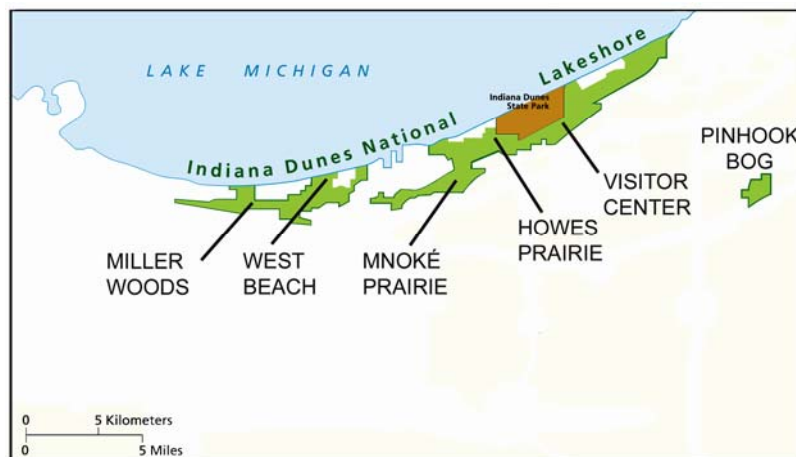 LAKE MICHIGAN
Indiana Dunes National Lakeshore
Indiana Dunes
State Park
PINHOOK
BOG
VISITOR
CENTER
HOWES
PRAIRIE
MNOKÉ
PRAIRIE
WEST
BEACH
MILLER
WOODS
0 5 Kilometers
0 5 Miles